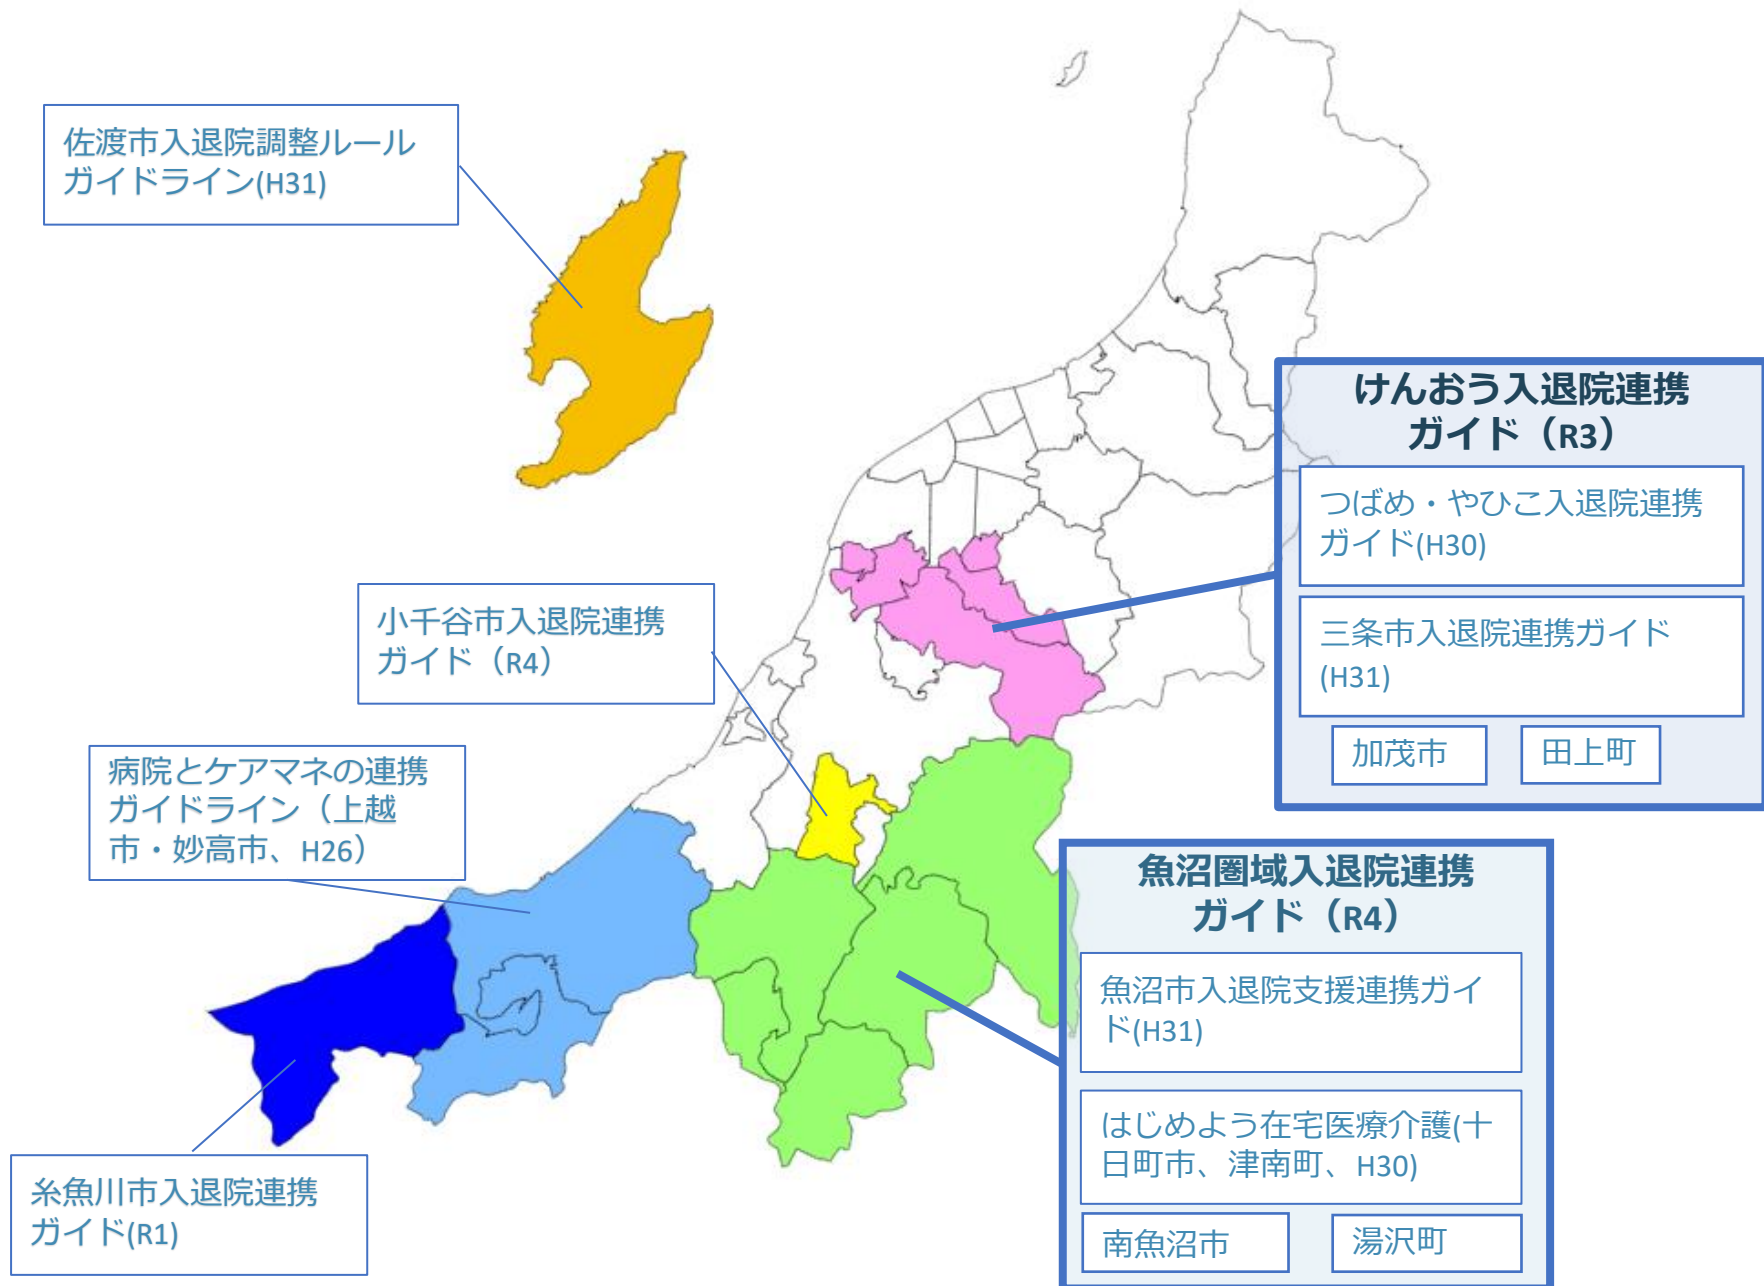 佐渡市入退院調整ルール
ガイドライン(H31)
小千谷市入退院連携
ガイド（R4）
病院とケアマネの連携
ガイドライン（上越
市・妙高市、H26）
糸魚川市入退院連携
ガイド(R1)
けんおう入退院連携
ガイド（R3）
つばめ・やひこ入退院連携
ガイド(H30)
三条市入退院連携ガイド
(H31)
加茂市
田上町
魚沼圏域入退院連携
ガイド（R4）
魚沼市入退院支援連携ガイ
ド(H31)
はじめよう在宅医療介護(十
日町市、津南町、H30)
南魚沼市
湯沢町